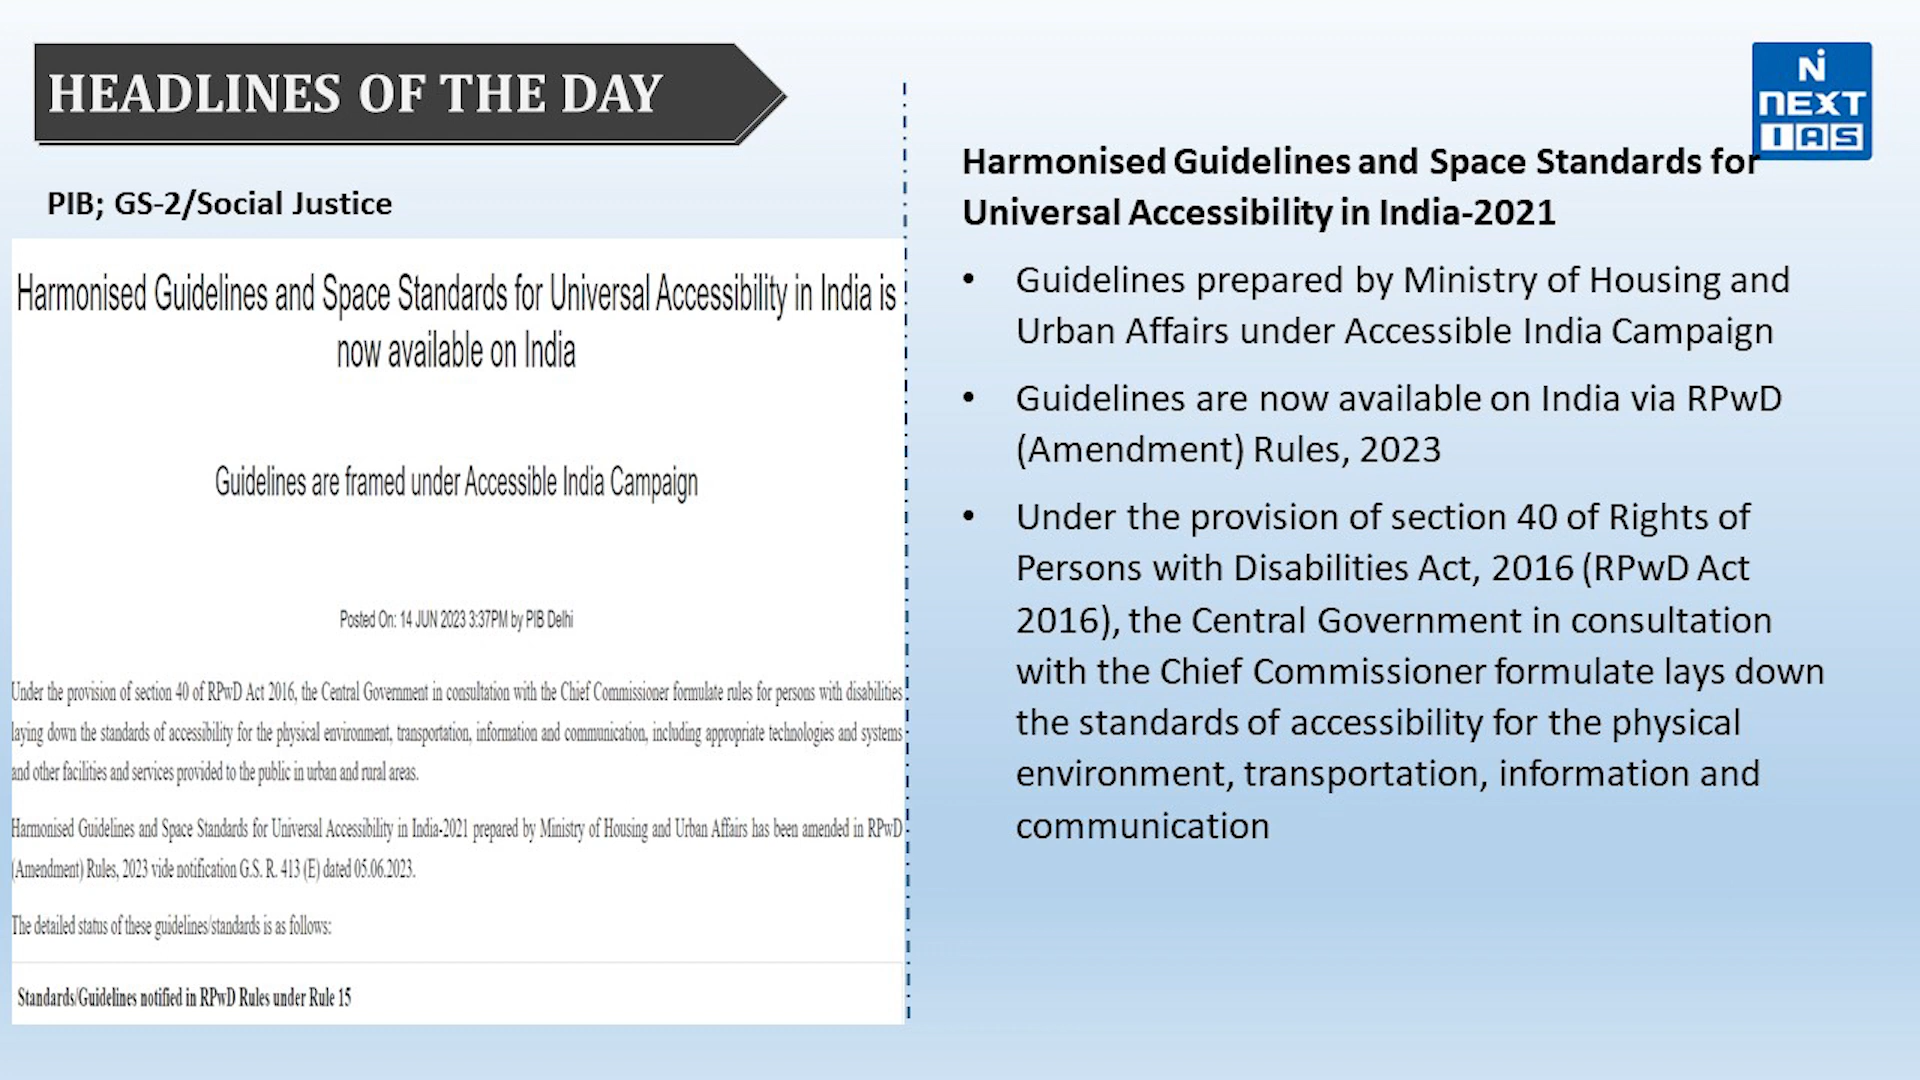 HEADLINES OF THE DAY
PIB; GS-2/Social Justice
Harmonised Guidelines and Space Standards for Universal Accessibility in India is
now available on India
Guidelines are framed under Accessible India Campaign
Posted On: 14 JUN 2023 3:37PM by PIB Delhi
Under the provision of section 40 of RPwD Act 2016, the Central Government in consultation with the Chief Commissioner formulate rules for persons with disabilities
laying down the standards of accessibility for the physical environment, transportation, information and communication, including appropriate technologies and systems
and other facilities and services provided to the public in urban and rural areas.
Harmonised Guidelines and Space Standards for Universal Accessibility in India-2021 prepared by Ministry of Housing and Urban Affairs has been amended in RPwD
(Amendment) Rules, 2023 vide notification G.S. R. 413 (E) dated 05.06.2023.
The detailed status of these guidelines/standards is as follows:
Standards/Guidelines notified in RPwD Rules under Rule 15
N
NEXT
IAS
Harmonised Guidelines and Space Standards for
Universal Accessibility in India-2021
• Guidelines prepared by Ministry of Housing and
Urban Affairs under Accessible India Campaign
• Guidelines are now available on India via RPwD
(Amendment) Rules, 2023
• Under the provision of section 40 of Rights of
Persons with Disabilities Act, 2016 (RPwD Act
2016), the Central Government in consultation
with the Chief Commissioner formulate lays down
the standards of accessibility for the physical
environment, transportation, information and
communication